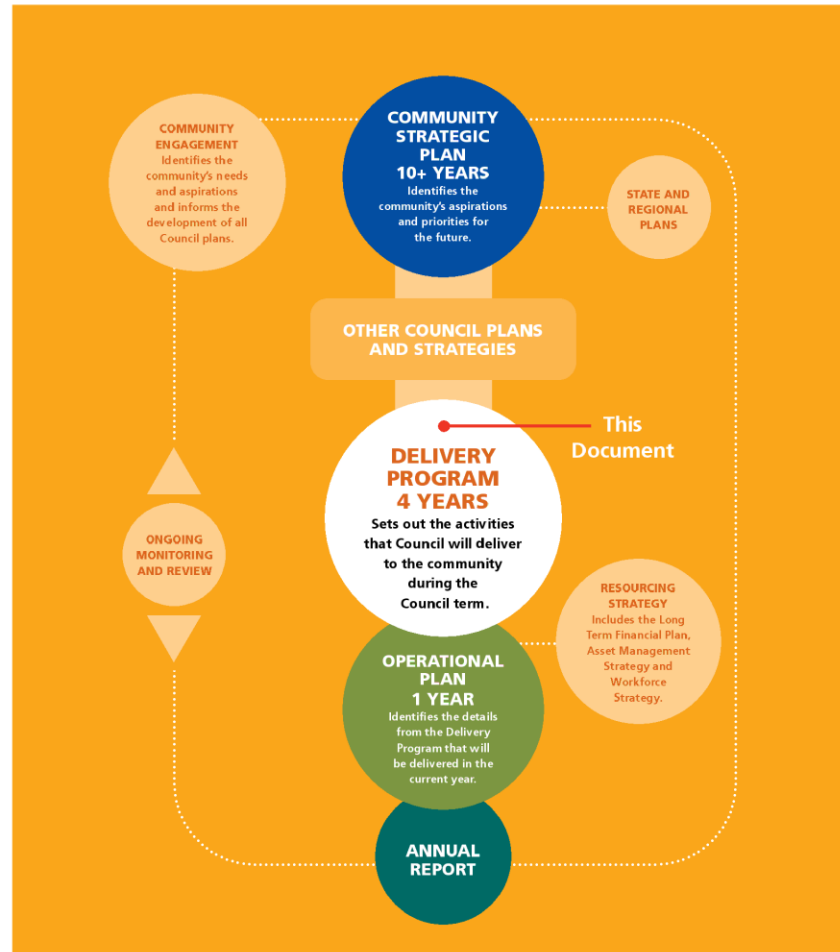 COMMUNITY
ENGAGEMENT
Identifies the
community's needs
and aspirations
and informs the
development of all
Council plans.
COMMUNITY
STRATEGIC
PLAN
10+ YEARS
Identifies the
community's aspirations
and priorities for
the future.
STATE AND
REGIONAL
PLANS
OTHER COUNCIL PLANS
AND STRATEGIES
This
Document
DELIVERY
PROGRAM
4 YEARS
Sets out the activities
that Council will deliver
to the community
during the
Council term.
ONGOING
MONITORING
AND REVIEW
RESOURCING
STRATEGY
Includes the Long
Term Financial Plan,
Asset Management
Strategy and
Workforce
Strategy.
OPERATIONAL
PLAN
1 YEAR
Identifies the details
from the Delivery
Program that will
be delivered in the
current year.
ANNUAL
REPORT